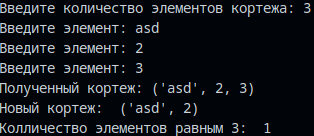 Введите количество элементов кортежа: 3
Введите элемент: asd
Введите элемент: 2
Введите элемент: 3
Полученный кортеж: ('asd', 2, 3)
Новый кортеж:  ('asd', 2)
Колличество элементов равным 3:  1